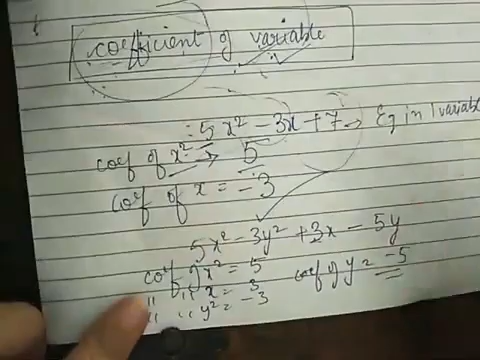 coefficient of variable
5x² - 3x + 7 → Eq in 1 variable
coef of x² → 5
coef of x = -3
5x² - 3y² + 3x - 5y
coef of x² = 5
" " x = 3
" " y² = -3
coef of y = -5